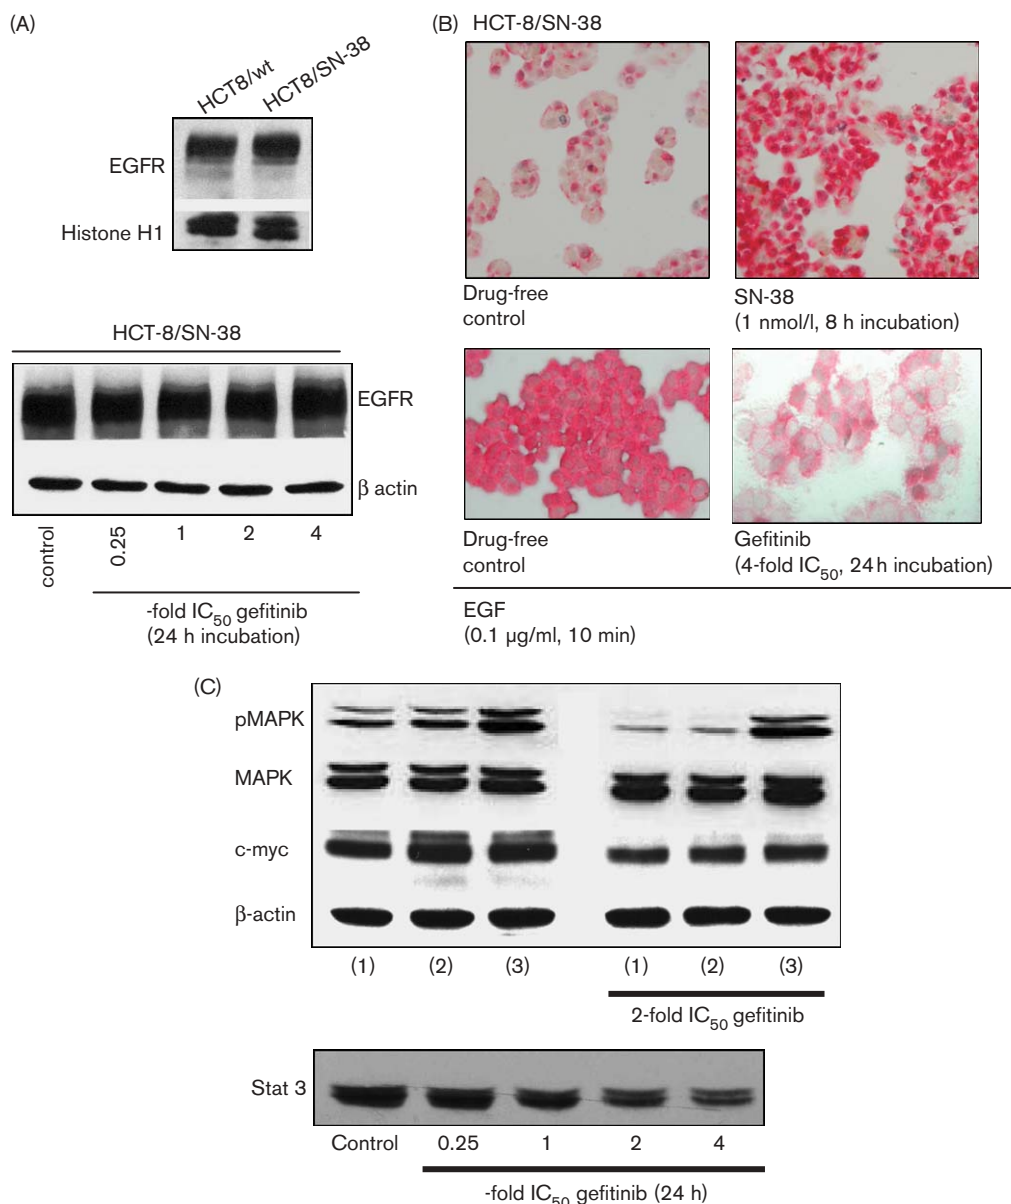 (A)
HCT8/wt
HCT8/SN-38
EGFR
Histone H1
HCT-8/SN-38
EGFR
β actin
control
0.25
1
2
4
-fold IC50 gefitinib
(24 h incubation)
(B) HCT-8/SN-38
Drug-free
control
SN-38
(1 nmol/l, 8 h incubation)
Drug-free
control
Gefitinib
(4-fold IC50, 24 h incubation)
EGF
(0.1 µg/ml, 10 min)
(C)
pMAPK
MAPK
c-myc
β-actin
(1) (2) (3) (1) (2) (3)
2-fold IC50 gefitinib
Stat 3
Control 0.25 1 2 4
-fold IC50 gefitinib (24 h)